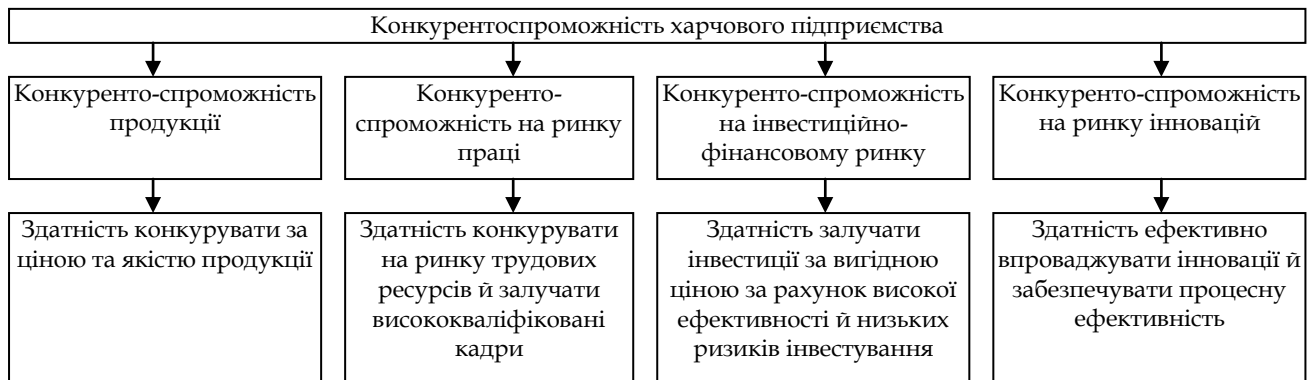 Конкурентоспроможність харчового підприємства
Конкуренто-спроможність
продукції
Конкуренто-
спроможність на ринку
праці
Конкуренто-спроможність
на інвестиційно-
фінансовому ринку
Конкуренто-спроможність
на ринку інновацій
Здатність конкурувати за
ціною та якістю продукції
Здатність конкурувати
на ринку трудових
ресурсів й залучати
висококваліфіковані
кадри
Здатність залучати
інвестиції за вигідною
ціною за рахунок високої
ефективності й низьких
ризиків інвестування
Здатність ефективно
впроваджувати інновації й
забезпечувати процесну
ефективність